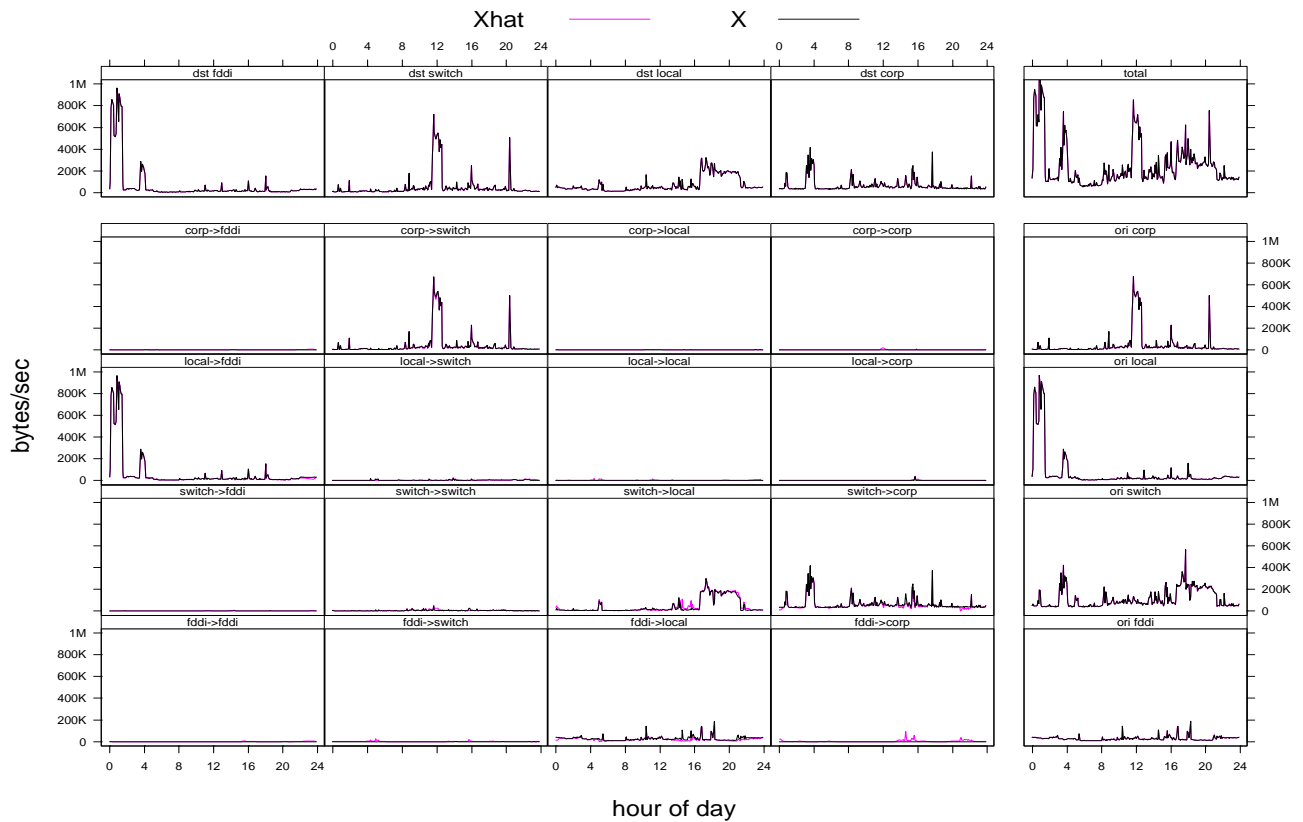 Xhat X
0 4 8 12 16 20 24 0 4 8 12 16 20 24
dst fddi dst switch dst local dst corp total
1M
800K
600K
400K
200K
0
corp->fddi corp->switch corp->local corp->corp ori corp
1M
800K
600K
400K
200K
0
local->fddi local->switch local->local local->corp ori local
1M
800K
600K
400K
200K
0
switch->fddi switch->switch switch->local switch->corp ori switch
1M
800K
600K
400K
200K
0
fddi->fddi fddi->switch fddi->local fddi->corp ori fddi
1M
800K
600K
400K
200K
0
0 4 8 12 16 20 24 0 4 8 12 16 20 24 0 4 8 12 16 20 24
bytes/sec
hour of day